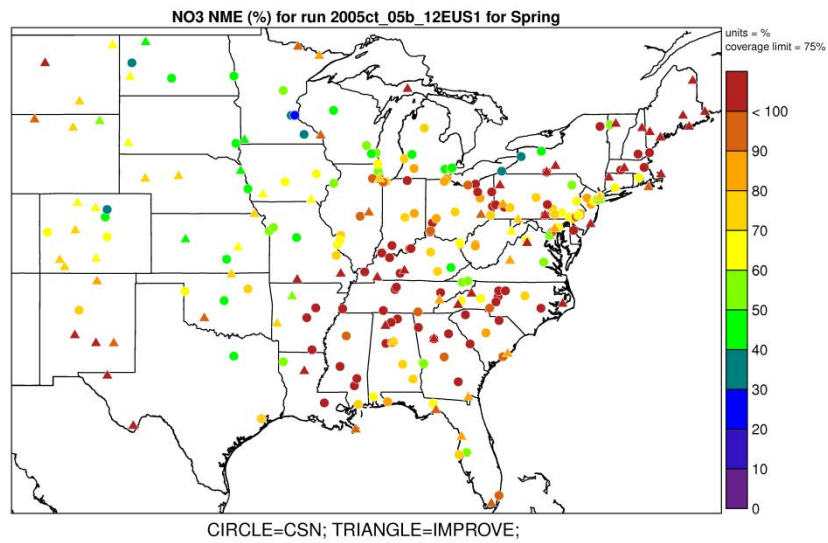 NO3 NME (%) for run 2005ct_05b_12EUS1 for Spring
units = %
coverage limit = 75%
< 100
90
80
70
60
50
40
30
20
10
0
CIRCLE=CSN; TRIANGLE=IMPROVE;